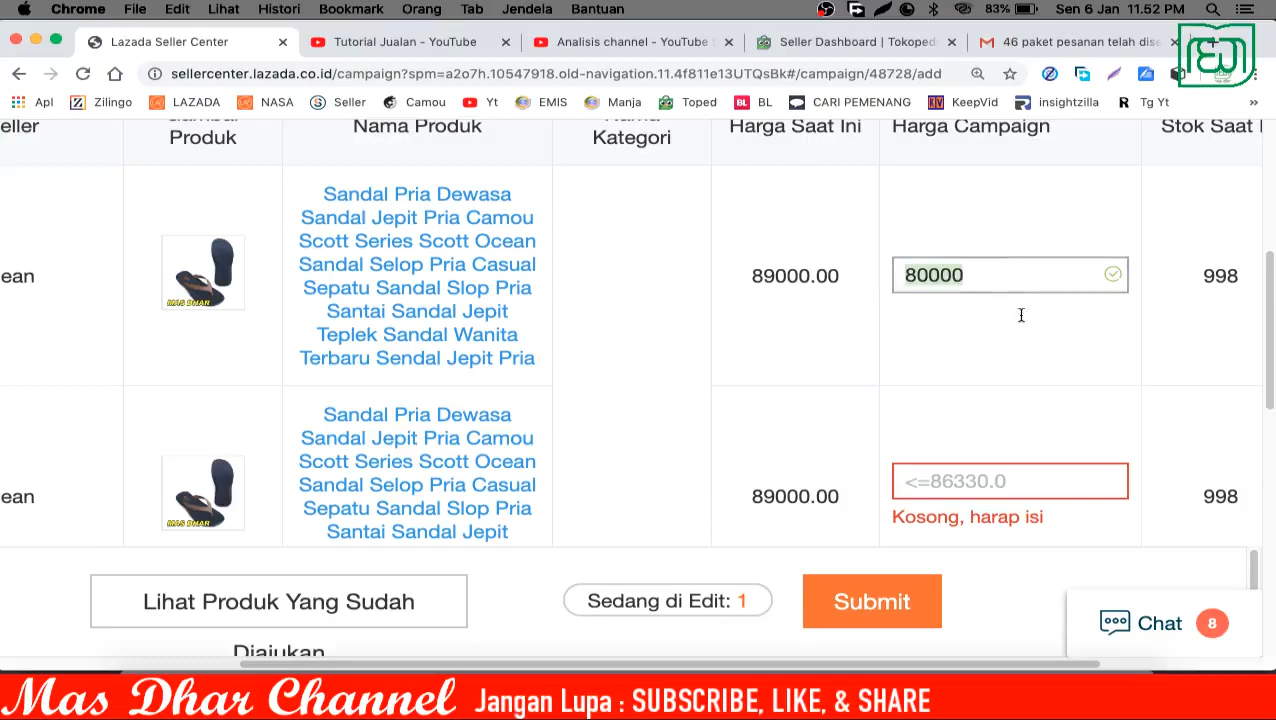 Chrome File Edit Lihat Histori Bookmark Orang Tab Jendela Bantuan 83% Sen 6 Jan 11.52 PM
Lazada Seller Center Tutorial Jualan - YouTube Analisis channel - YouTube Seller Dashboard | Tokoped 46 paket pesanan telah dise
sellercenter.lazada.co.id/campaign?spm=a2o7h.10547918.old-navigation.11.4f811e13UTQsBk#/campaign/48728/add
Apl Zilingo LAZADA NASA Seller Camou Yt EMIS Manja Toped BL BL CARI PEMENANG KeepVid insightzilla Tg Yt »
eller
Produk
Nama Produk
Kategori
Harga Saat Ini
Harga Campaign
Stok Saat I
ean
MAS DHAR
Sandal Pria Dewasa
Sandal Jepit Pria Camou
Scott Series Scott Ocean
Sandal Selop Pria Casual
Sepatu Sandal Slop Pria
Santai Sandal Jepit
Teplek Sandal Wanita
Terbaru Sendal Jepit Pria
89000.00
80000
998
ean
MAS DHAR
Sandal Pria Dewasa
Sandal Jepit Pria Camou
Scott Series Scott Ocean
Sandal Selop Pria Casual
Sepatu Sandal Slop Pria
Santai Sandal Jepit
89000.00
<=86330.0
Kosong, harap isi
998
Lihat Produk Yang Sudah
Diajukan
Sedang di Edit: 1
Submit
Chat 8
Mas Dhar Channel Jangan Lupa : SUBSCRIBE, LIKE, & SHARE